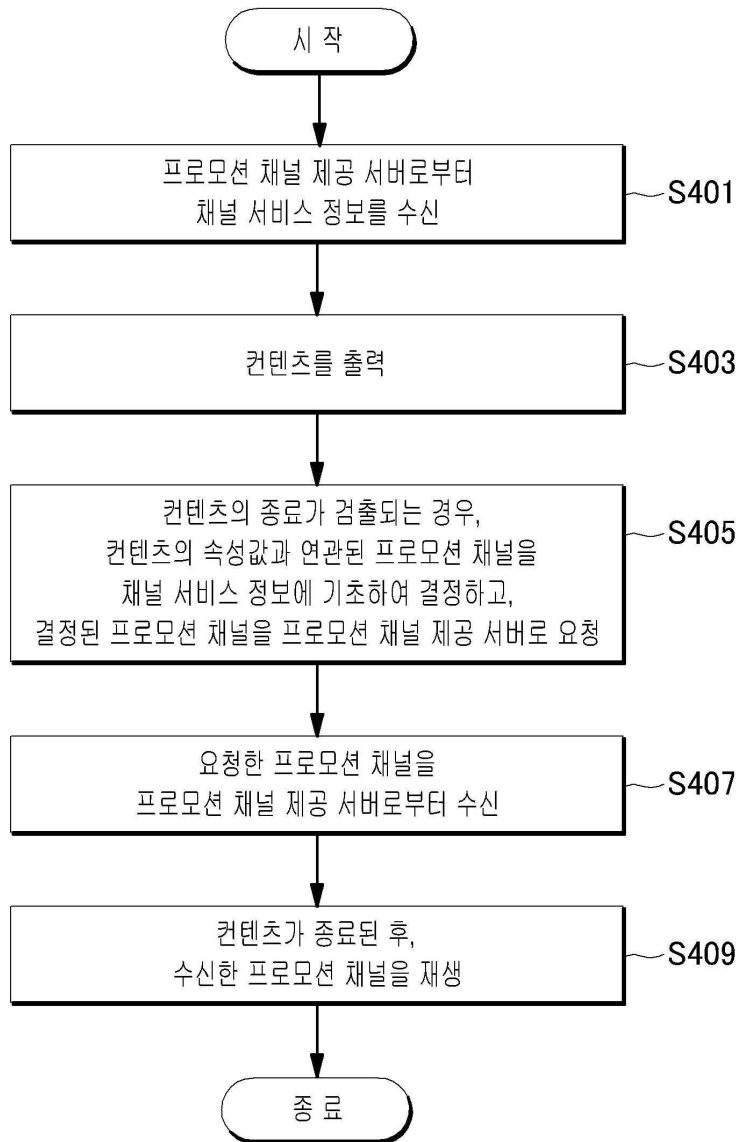 시 작
프로모션 채널 제공 서버로부터
채널 서비스 정보를 수신
S401
컨텐츠를 출력
S403
컨텐츠의 종료가 검출되는 경우,
컨텐츠의 속성값과 연관된 프로모션 채널을
채널 서비스 정보에 기초하여 결정하고,
결정된 프로모션 채널을 프로모션 채널 제공 서버로 요청
S405
요청한 프로모션 채널을
프로모션 채널 제공 서버로부터 수신
S407
컨텐츠가 종료된 후,
수신한 프로모션 채널을 재생
S409
종 료